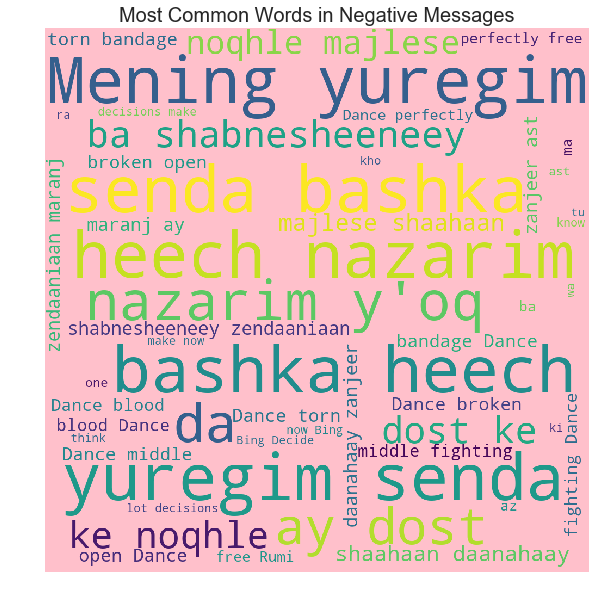 Most Common Words in Negative Messages
torn bandage
noqhle majlese
perfectly free
Mening yuregim
ra
decisions make
Dance perfectly
ba shabnesheeneey
zanjeer ast
ma
broken open
kho
ast
senda bashka
zendaaniaan maranj
maranj ay
majlese shaahaan
tu
know
heech nazarim
nazarim y'oq
ba
wa
shabnesheeneey zendaaniaan
make now
bandage Dance
one
bashka heech
daanahaay zanjeer
Dance blood
da
Dance torn
Dance broken
fighting Dance
blood Dance
now Bing
dost ke
ki
think
Bing Decide
Dance middle
middle fighting
yuregim senda
lot decisions
az
ke noqhle
ay dost
open Dance
free Rumi
shaahaan daanahaay